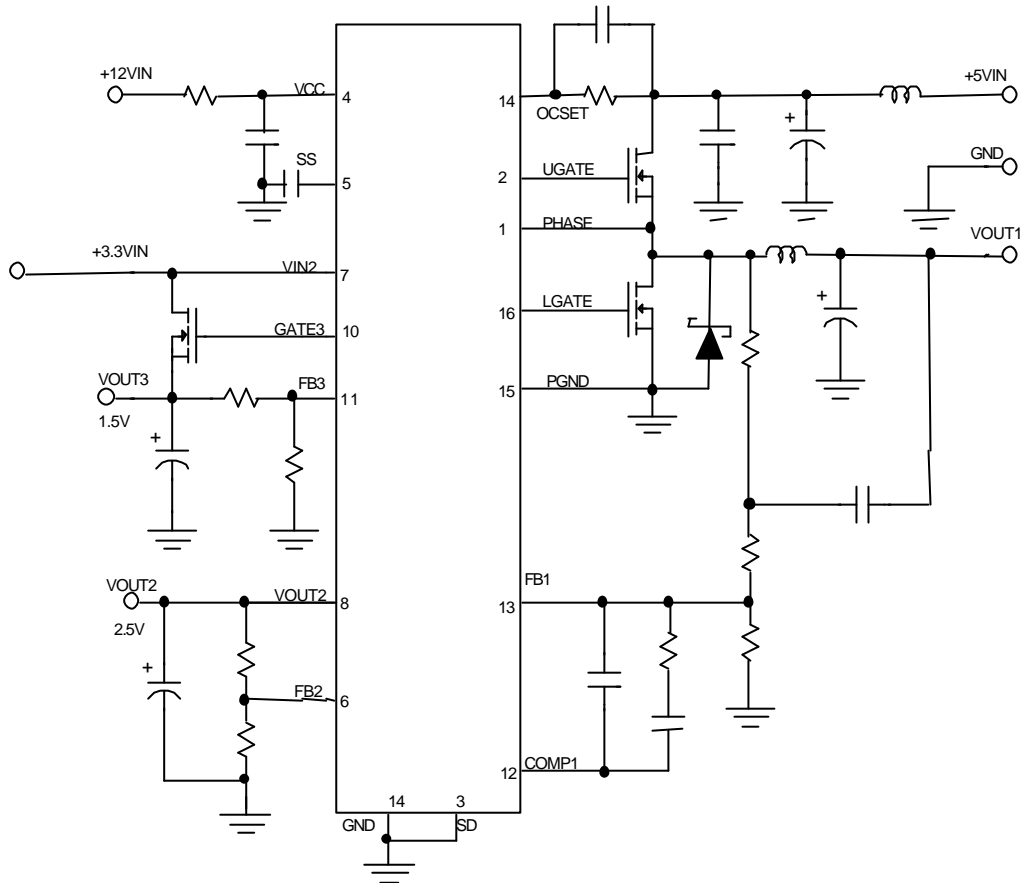 +12VIN
VCC
4
14
OCSET
+5VIN
SS
5
2
UGATE
GND
1
PHASE
VOUT1
+3.3VIN
VIN2
7
+
+
16
LGATE
GATE3
10
VOUT3
1.5V
FB3
11
15
PGND
+
VOUT2
2.5V
VOUT2
8
FB1
13
+
FB2
6
12
COMP1
14
3
GND
SD